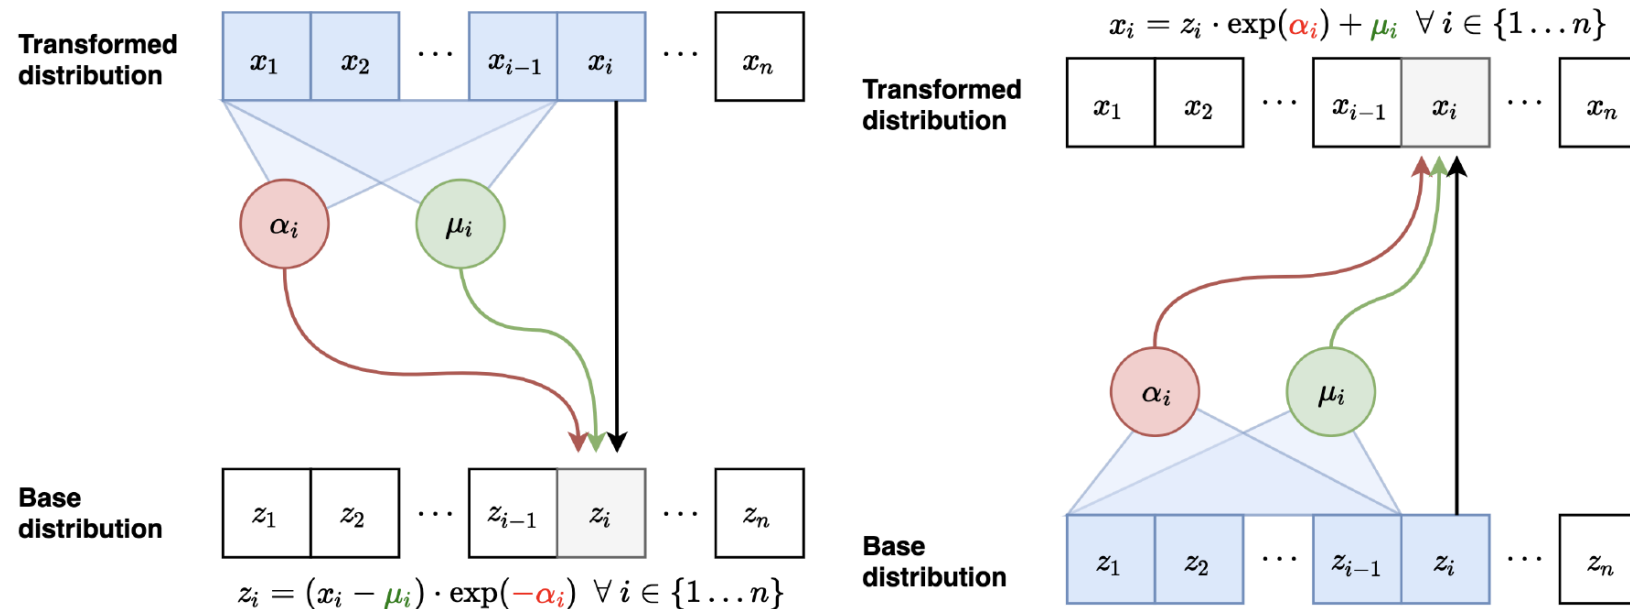 Transformed
distribution
x₁ x₂ ⋯ xᵢ₋₁ xᵢ ⋯ xₙ
αᵢ μᵢ
Base
distribution
z₁ z₂ ⋯ zᵢ₋₁ zᵢ ⋯ zₙ
zᵢ = (xᵢ − μᵢ) · exp(−αᵢ) ∀ i ∈ {1 … n}
xᵢ = zᵢ · exp(αᵢ) + μᵢ ∀ i ∈ {1 … n}
Transformed
distribution
x₁ x₂ ⋯ xᵢ₋₁ xᵢ ⋯ xₙ
αᵢ μᵢ
Base
distribution
z₁ z₂ ⋯ zᵢ₋₁ zᵢ ⋯ zₙ